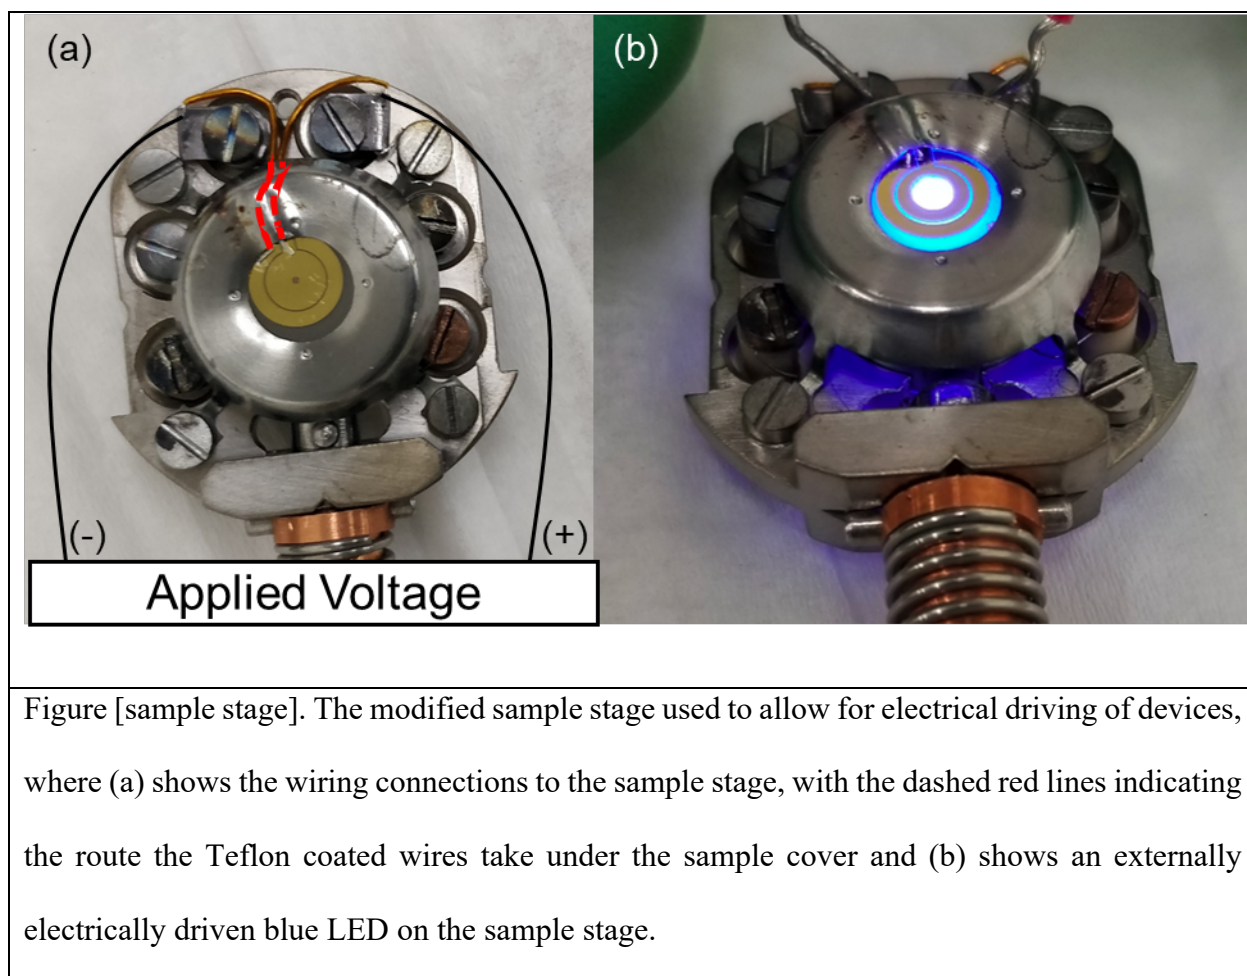 (a)
(b)
(-)
(+)
Applied Voltage
Figure [sample stage]. The modified sample stage used to allow for electrical driving of devices,
where (a) shows the wiring connections to the sample stage, with the dashed red lines indicating
the route the Teflon coated wires take under the sample cover and (b) shows an externally
electrically driven blue LED on the sample stage.